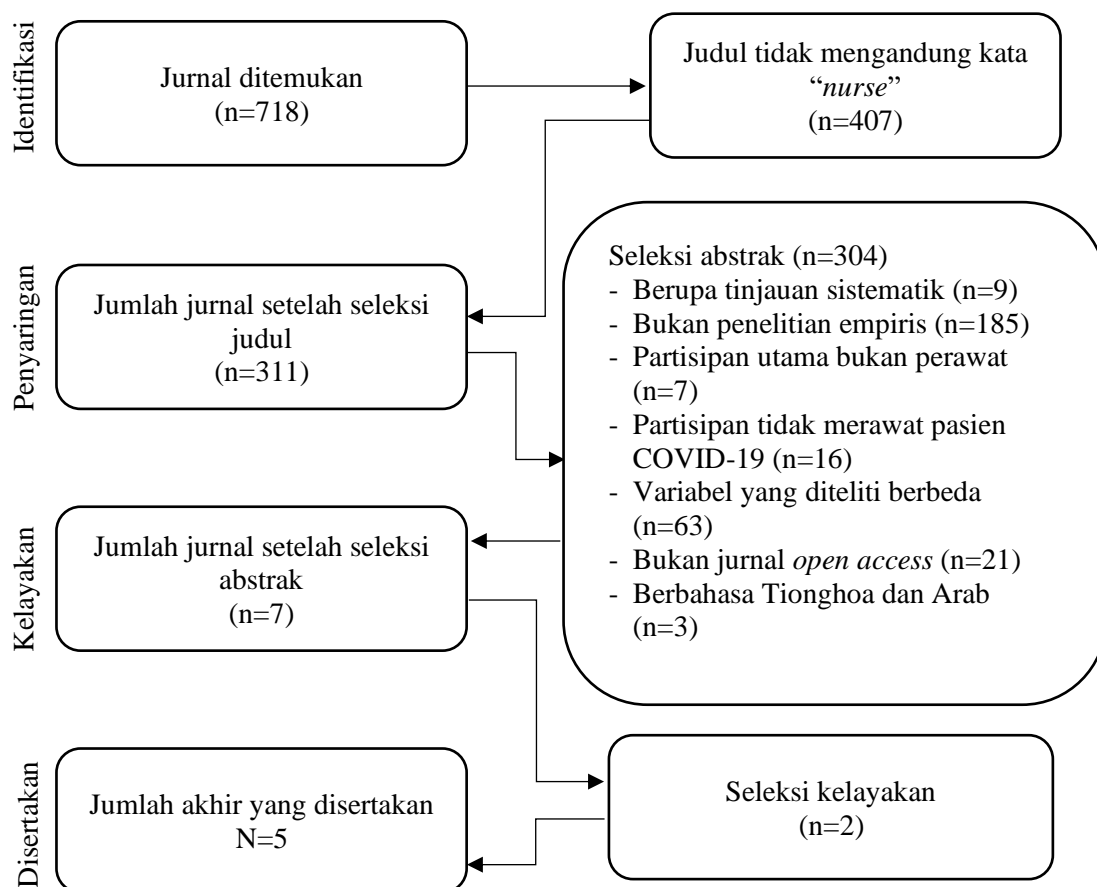 Identifikasi
Jurnal ditemukan
(n=718)
Judul tidak mengandung kata
“nurse”
(n=407)
Penyaringan
Jumlah jurnal setelah seleksi
judul
(n=311)
Seleksi abstrak (n=304)
- Berupa tinjauan sistematik (n=9)
- Bukan penelitian empiris (n=185)
- Partisipan utama bukan perawat
(n=7)
- Partisipan tidak merawat pasien
COVID-19 (n=16)
- Variabel yang diteliti berbeda
(n=63)
- Bukan jurnal open access (n=21)
- Berbahasa Tionghoa dan Arab
(n=3)
Kelayakan
Jumlah jurnal setelah seleksi
abstrak
(n=7)
Seleksi kelayakan
(n=2)
Disertakan
Jumlah akhir yang disertakan
N=5